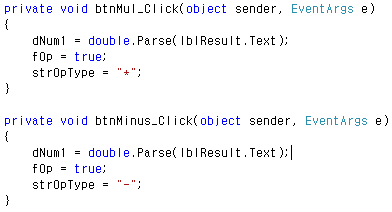 private void btnMul_Click(object sender, EventArgs e)
{
    dNum1 = double.Parse(lblResult.Text);
    fOp = true;
    strOpType = "*";
}
private void btnMinus_Click(object sender, EventArgs e)
{
    dNum1 = double.Parse(lblResult.Text);
    fOp = true;
    strOpType = "-";
}